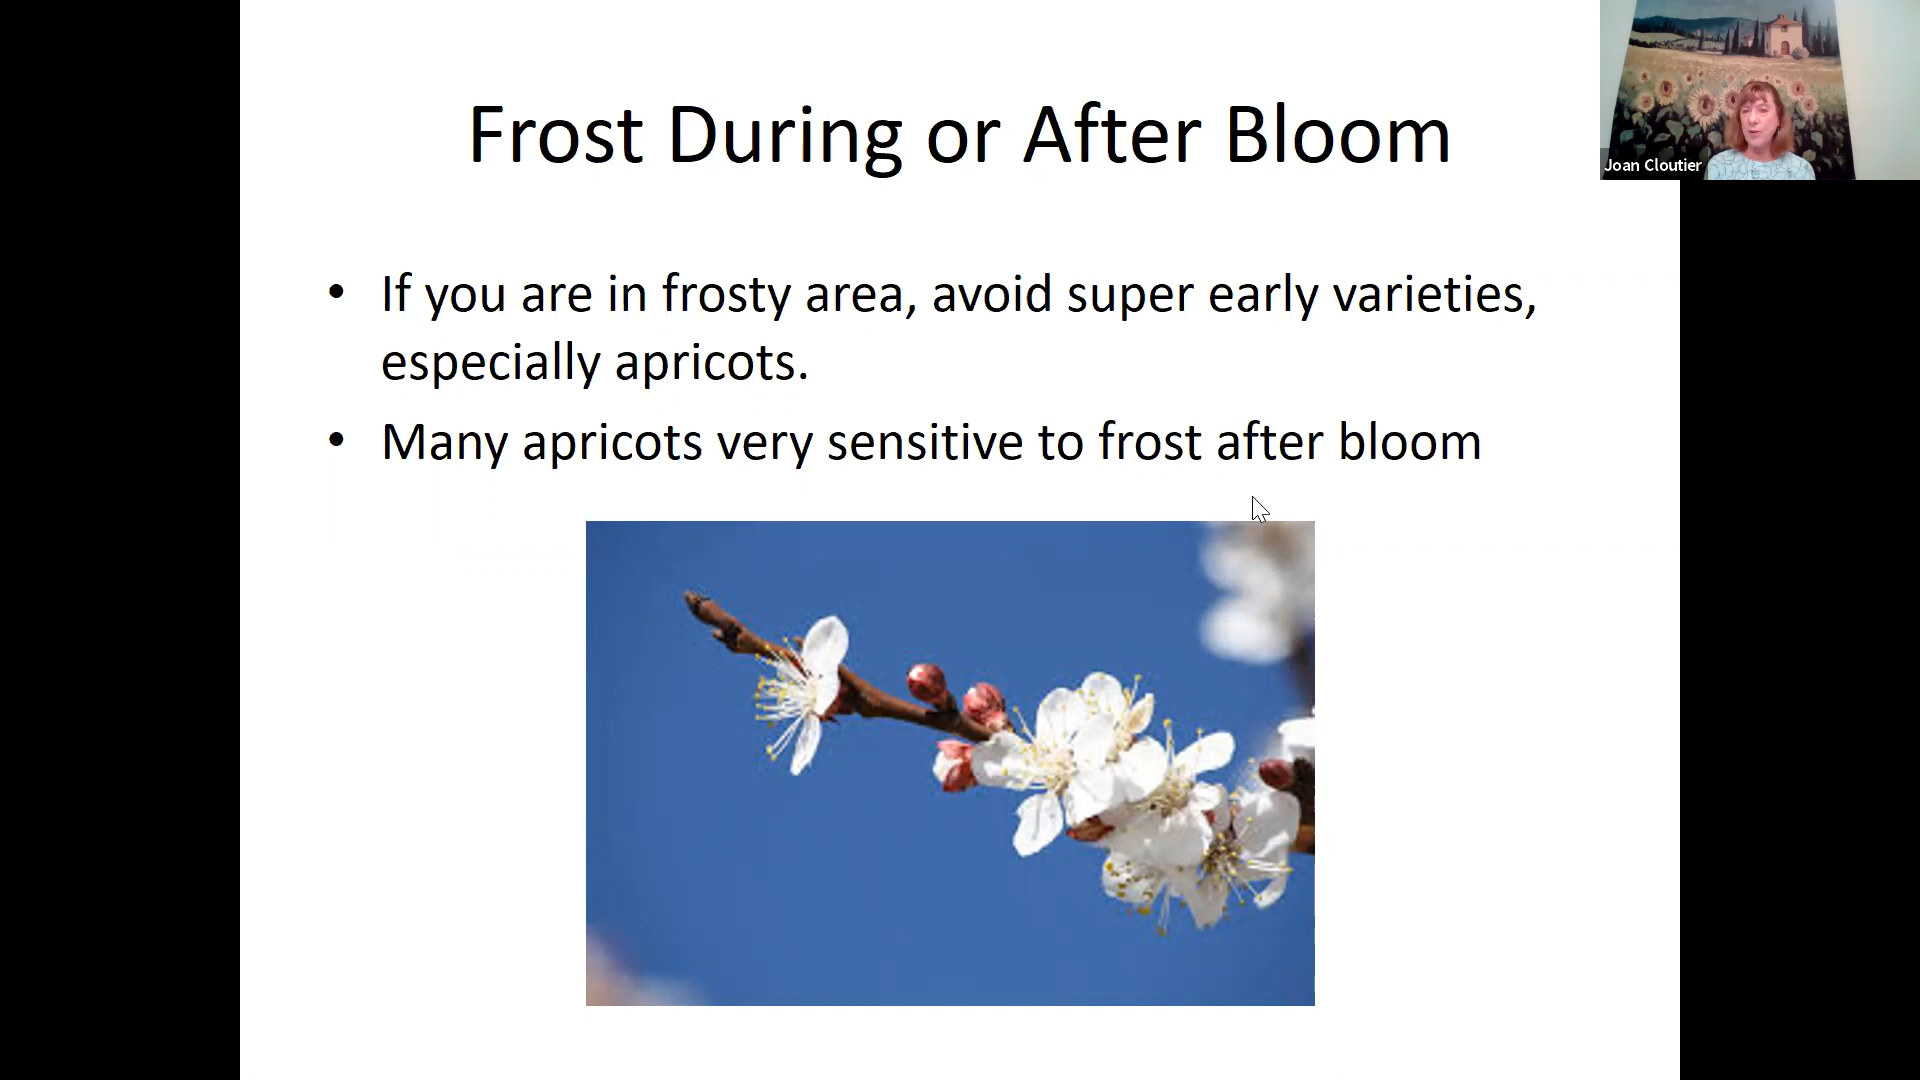 Frost During or After Bloom
Joan Cloutier
• If you are in frosty area, avoid super early varieties,
especially apricots.
• Many apricots very sensitive to frost after bloom